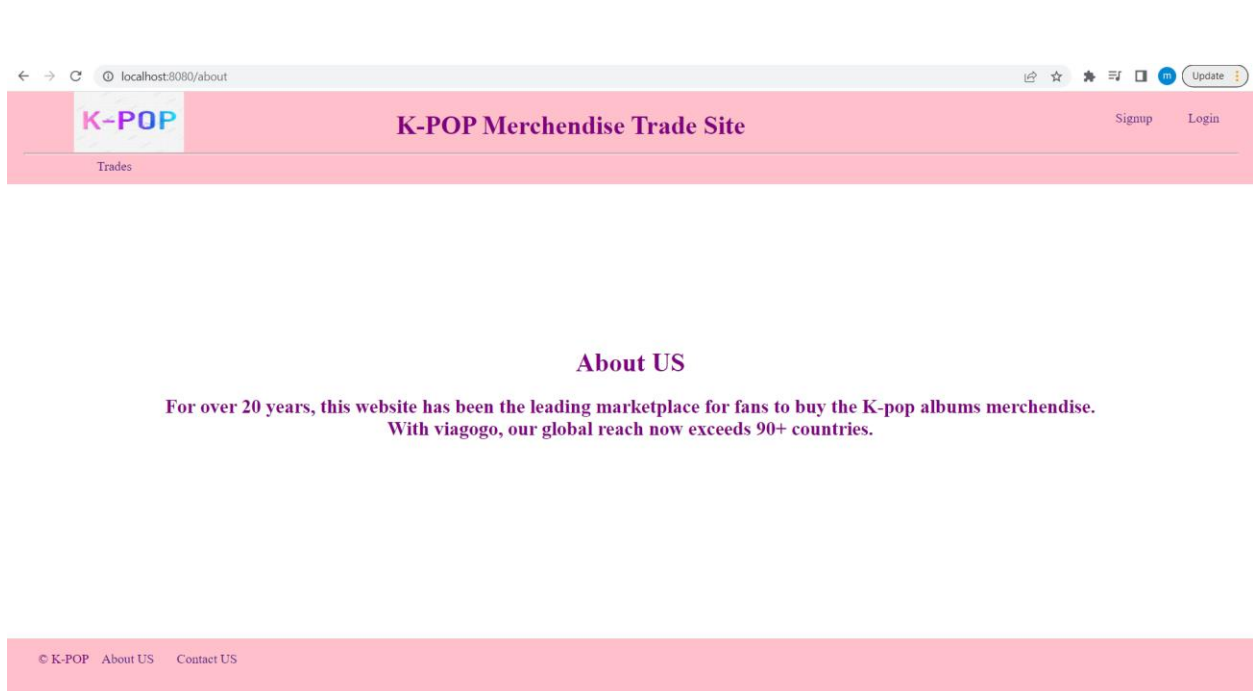 localhost:8080/about
m
Update
K-POP
K-POP Merchendise Trade Site
Signup
Login
Trades
About US
For over 20 years, this website has been the leading marketplace for fans to buy the K-pop albums merchendise.
With viagogo, our global reach now exceeds 90+ countries.
© K-POP About US Contact US